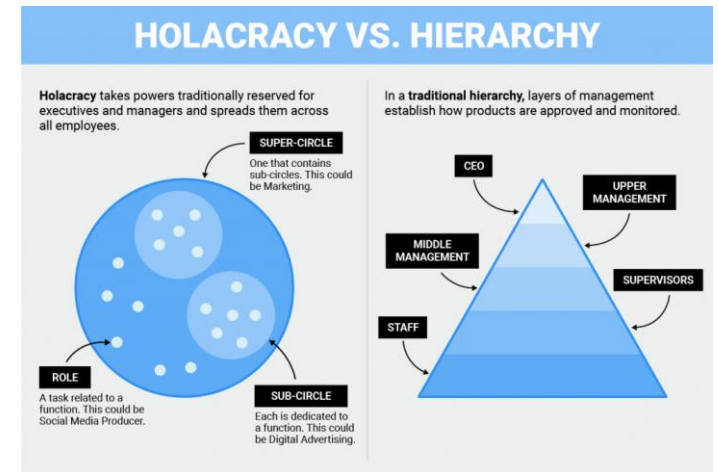 HOLACRACY VS. HIERARCHY
Holacracy takes powers traditionally reserved for
executives and managers and spreads them across
all employees.
SUPER-CIRCLE
One that contains
sub-circles. This could
be Marketing.
ROLE
A task related to a
function. This could be
Social Media Producer.
SUB-CIRCLE
Each is dedicated to
a function. This could
be Digital Advertising.
In a traditional hierarchy, layers of management
establish how products are approved and monitored.
CEO
UPPER
MANAGEMENT
MIDDLE
MANAGEMENT
SUPERVISORS
STAFF